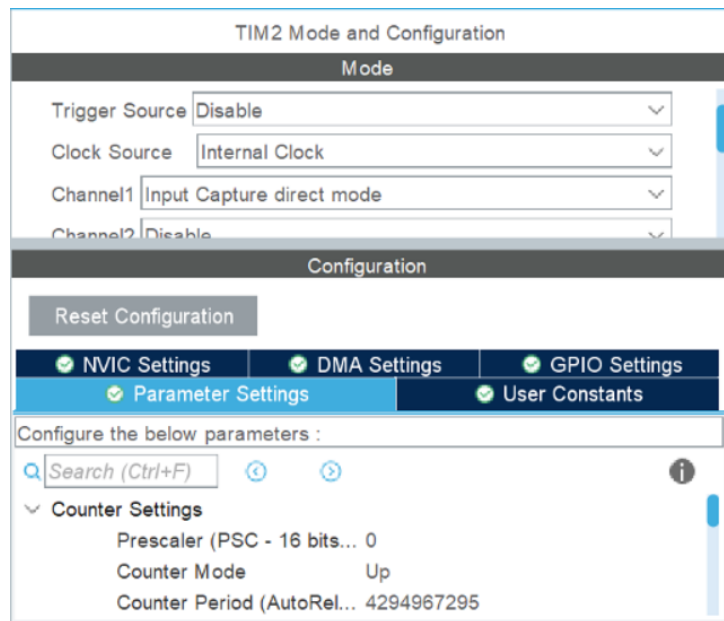 TIM2 Mode and Configuration
Mode
Trigger Source Disable
Clock Source Internal Clock
Channel1 Input Capture direct mode
Channel2 Disable
Configuration
Reset Configuration
NVIC Settings DMA Settings GPIO Settings
Parameter Settings User Constants
Configure the below parameters :
Search (Ctrl+F)
Counter Settings
Prescaler (PSC - 16 bits... 0
Counter Mode Up
Counter Period (AutoRel... 4294967295